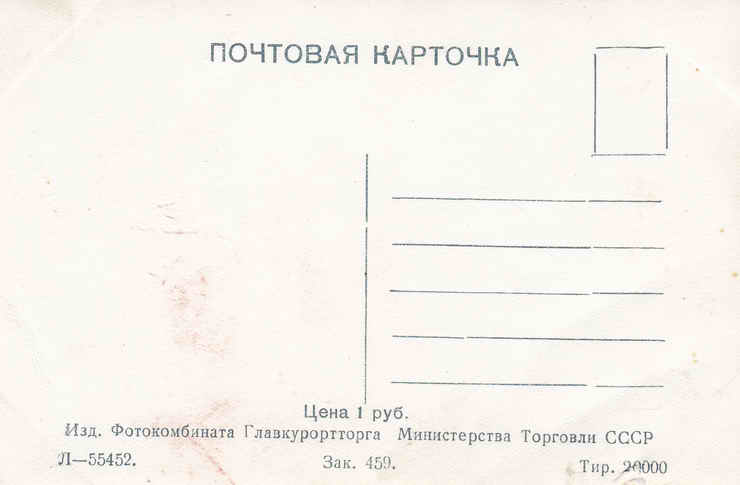 ПОЧТОВАЯ КАРТОЧКА
Цена 1 руб.
Изд. Фотокомбината Главкурортторга Министерства Торговли СССР
Л—55452. Зак. 459. Тир. 20000